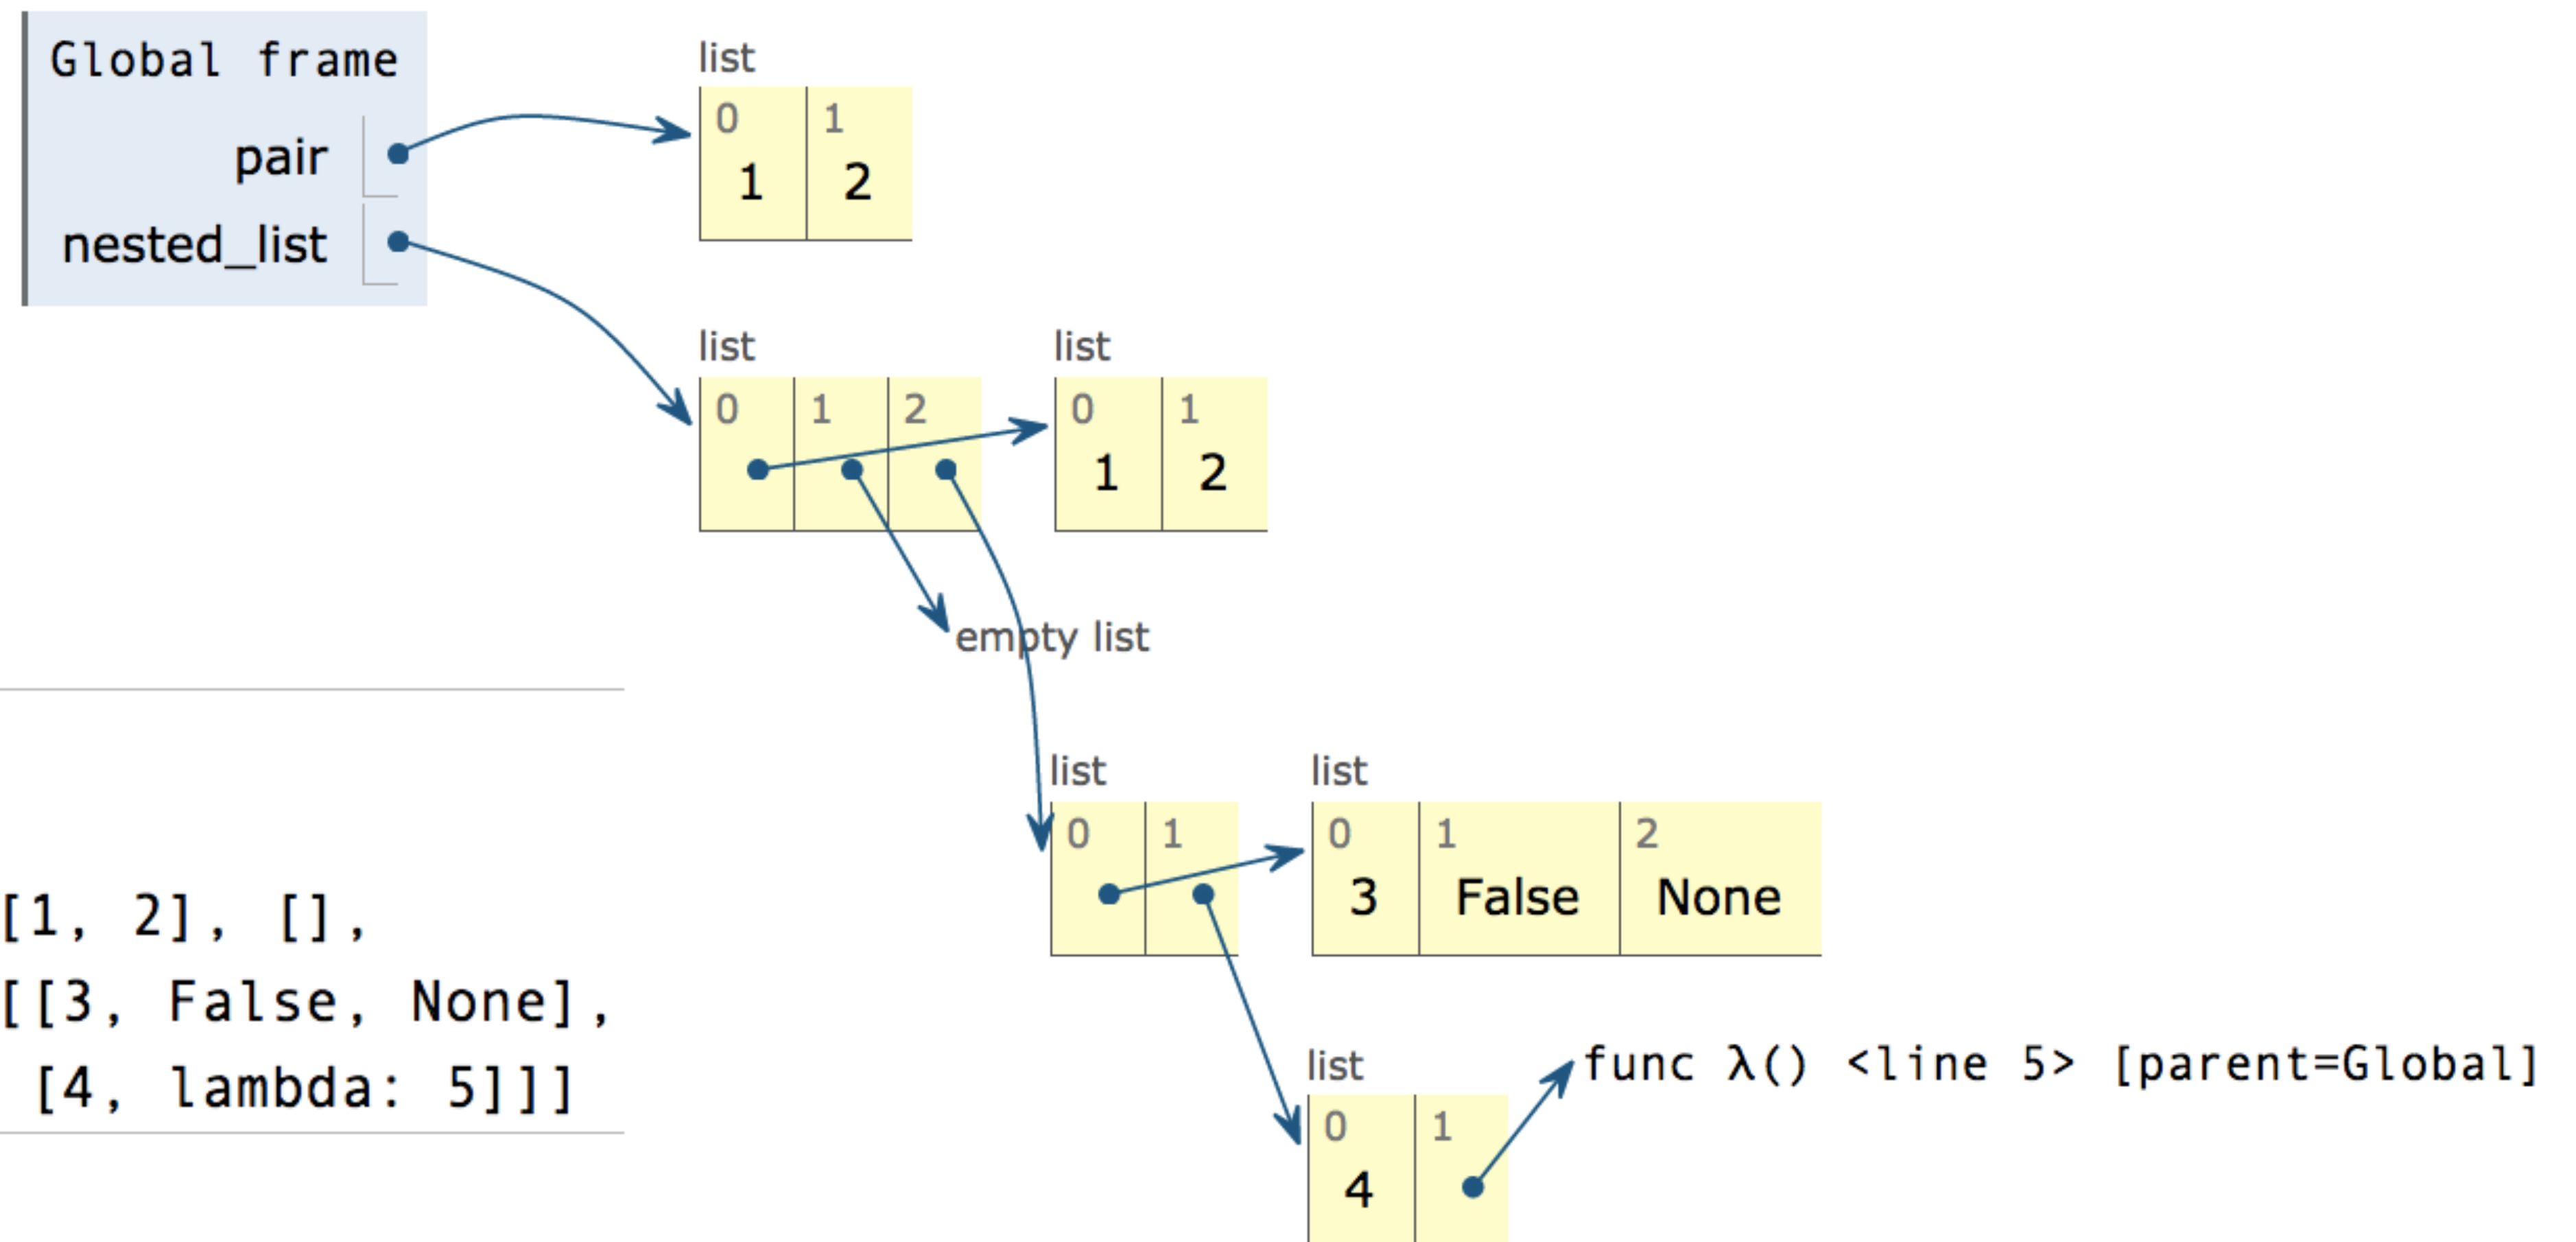 Global frame
pair
nested_list
list
0 1
1 2
list
0 1 2
list
0 1
1 2
empty list
list
0 1
list
0 1 2
3 False None
list
0 1
4
func λ() <line 5> [parent=Global]
[1, 2], [],
[[3, False, None],
[4, lambda: 5]]]